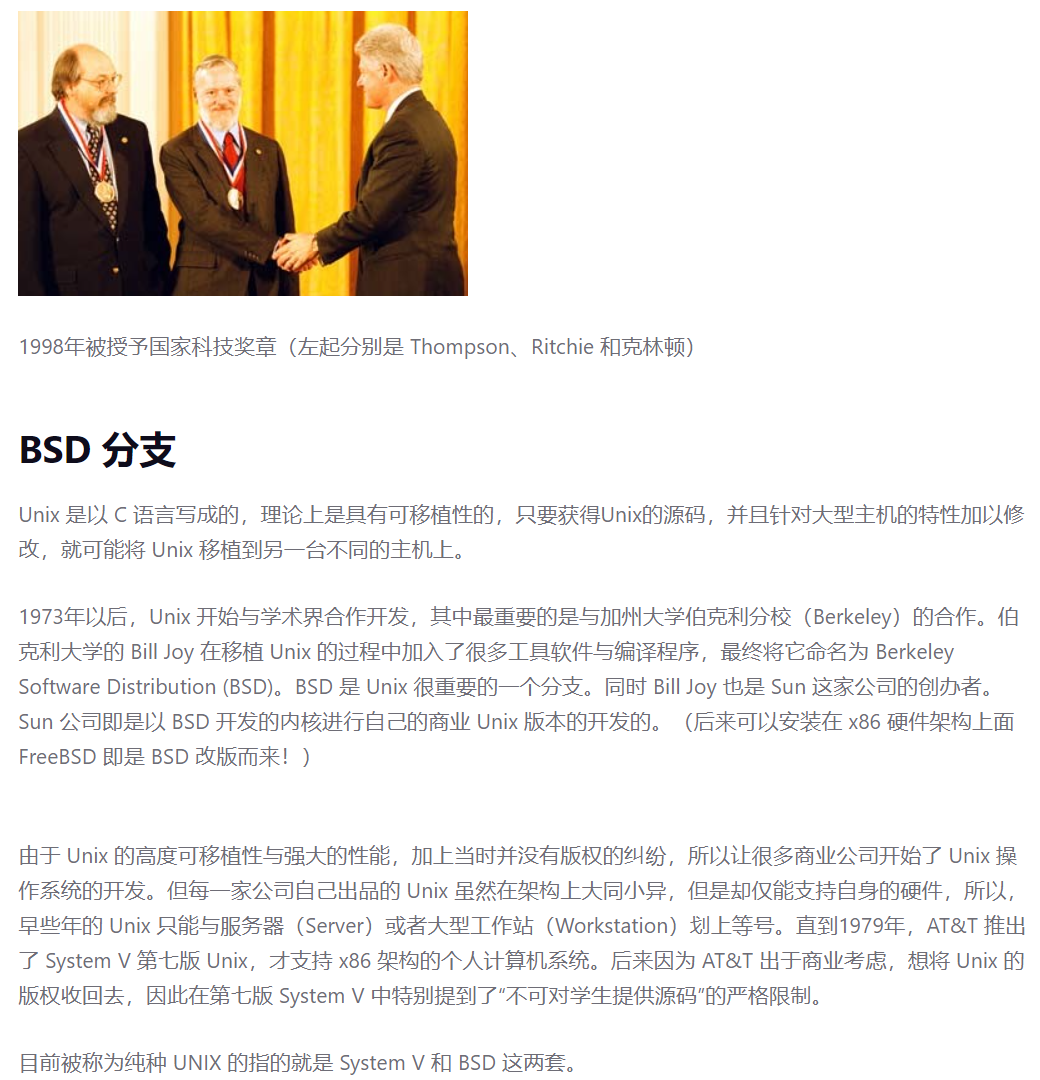 1998年被授予国家科技奖章（左起分别是 Thompson、Ritchie 和克林顿）
BSD 分支
Unix 是以 C 语言写成的，理论上是具有可移植性的，只要获得Unix的源码，并且针对大型主机的特性加以修
改，就可能将 Unix 移植到另一台不同的主机上。
1973年以后，Unix 开始与学术界合作开发，其中最重要的是与加州大学伯克利分校（Berkeley）的合作。伯
克利大学的 Bill Joy 在移植 Unix 的过程中加入了很多工具软件与编译程序，最终将它命名为 Berkeley
Software Distribution (BSD)。BSD 是 Unix 很重要的一个分支。同时 Bill Joy 也是 Sun 这家公司的创办者。
Sun 公司即是以 BSD 开发的内核进行自己的商业 Unix 版本的开发的。（后来可以安装在 x86 硬件架构上面
FreeBSD 即是 BSD 改版而来！）
由于 Unix 的高度可移植性与强大的性能，加上当时并没有版权的纠纷，所以让很多商业公司开始了 Unix 操
作系统的开发。但每一家公司自己出品的 Unix 虽然在架构上大同小异，但是却仅能支持自身的硬件，所以，
早些年的 Unix 只能与服务器（Server）或者大型工作站（Workstation）划上等号。直到1979年，AT&T 推出
了 System V 第七版 Unix，才支持 x86 架构的个人计算机系统。后来因为 AT&T 出于商业考虑，想将 Unix 的
版权收回去，因此在第七版 System V 中特别提到了“不可对学生提供源码”的严格限制。
目前被称为纯种 UNIX 的指的就是 System V 和 BSD 这两套。